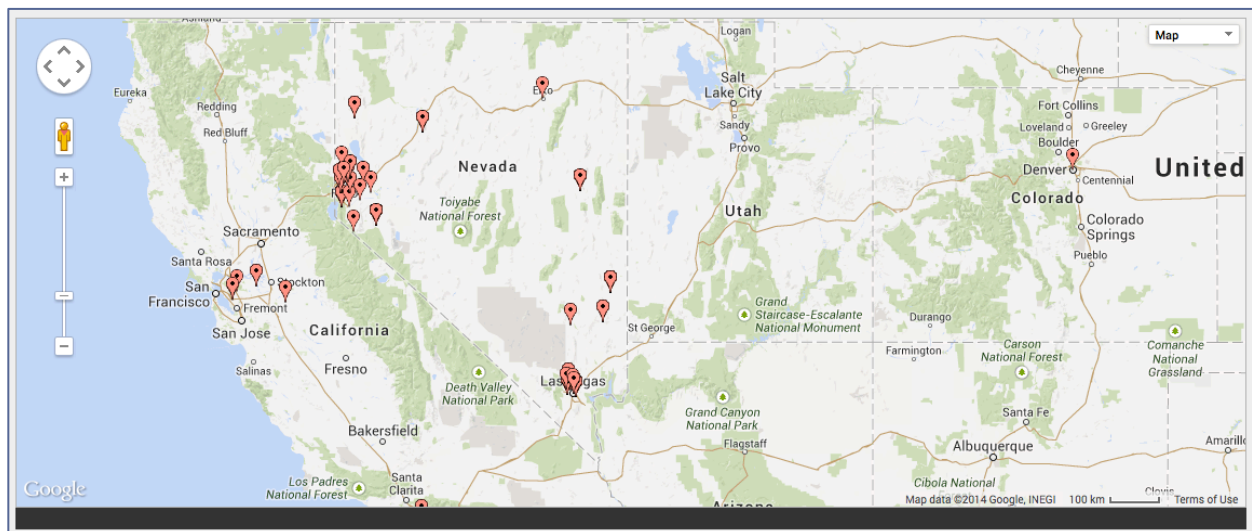 Ashland
Logan
Map
Eureka
Redding
Elko
Salt
Lake City
Cheyenne
Red Bluff
Sandy
Provo
Fort Collins
Loveland
Greeley
Boulder
Nevada
Denver
Centennial
United
Toiyabe
National Forest
Utah
Colorado
Colorado
Springs
Sacramento
Pueblo
Santa Rosa
San
Francisco
Stockton
Fremont
San Jose
California
St George
Grand
Staircase-Escalante
National Monument
Durango
Farmington
Carson
National Forest
Comanche
National
Grassland
Salinas
Fresno
Death Valley
National Park
Las Vegas
Grand Canyon
National Park
Santa Fe
Bakersfield
Flagstaff
Albuquerque
Amarillo
Los Padres
National Forest
Santa
Clarita
Cibola National
Clovis
Arizona
Google
Map data ©2014 Google, INEGI
100 km
Terms of Use